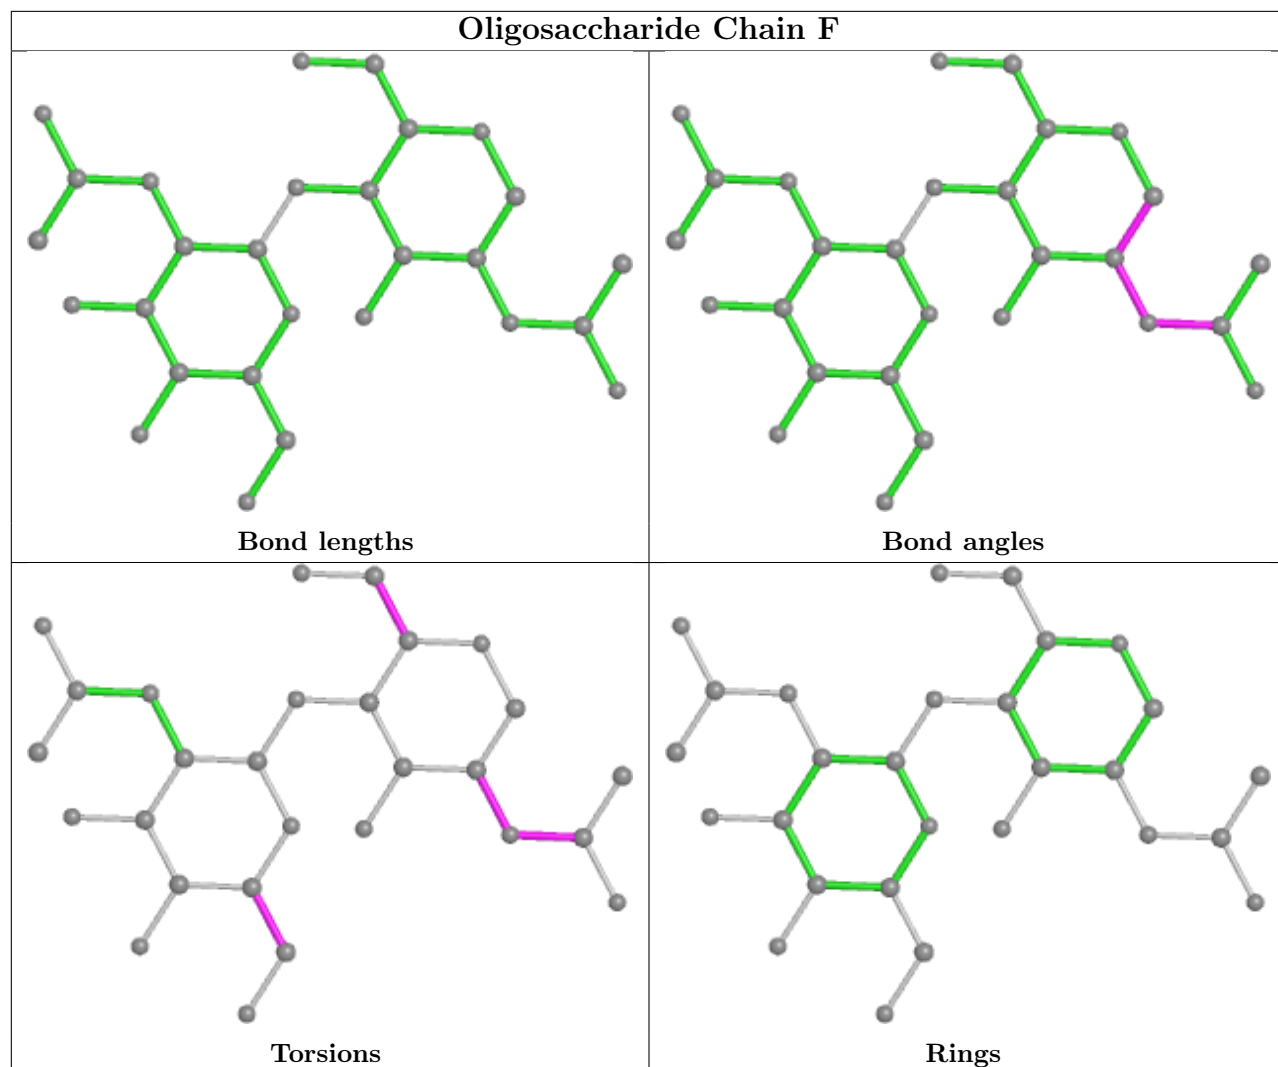 Oligosaccharide Chain F
Bond lengths
Bond angles
Torsions
Rings